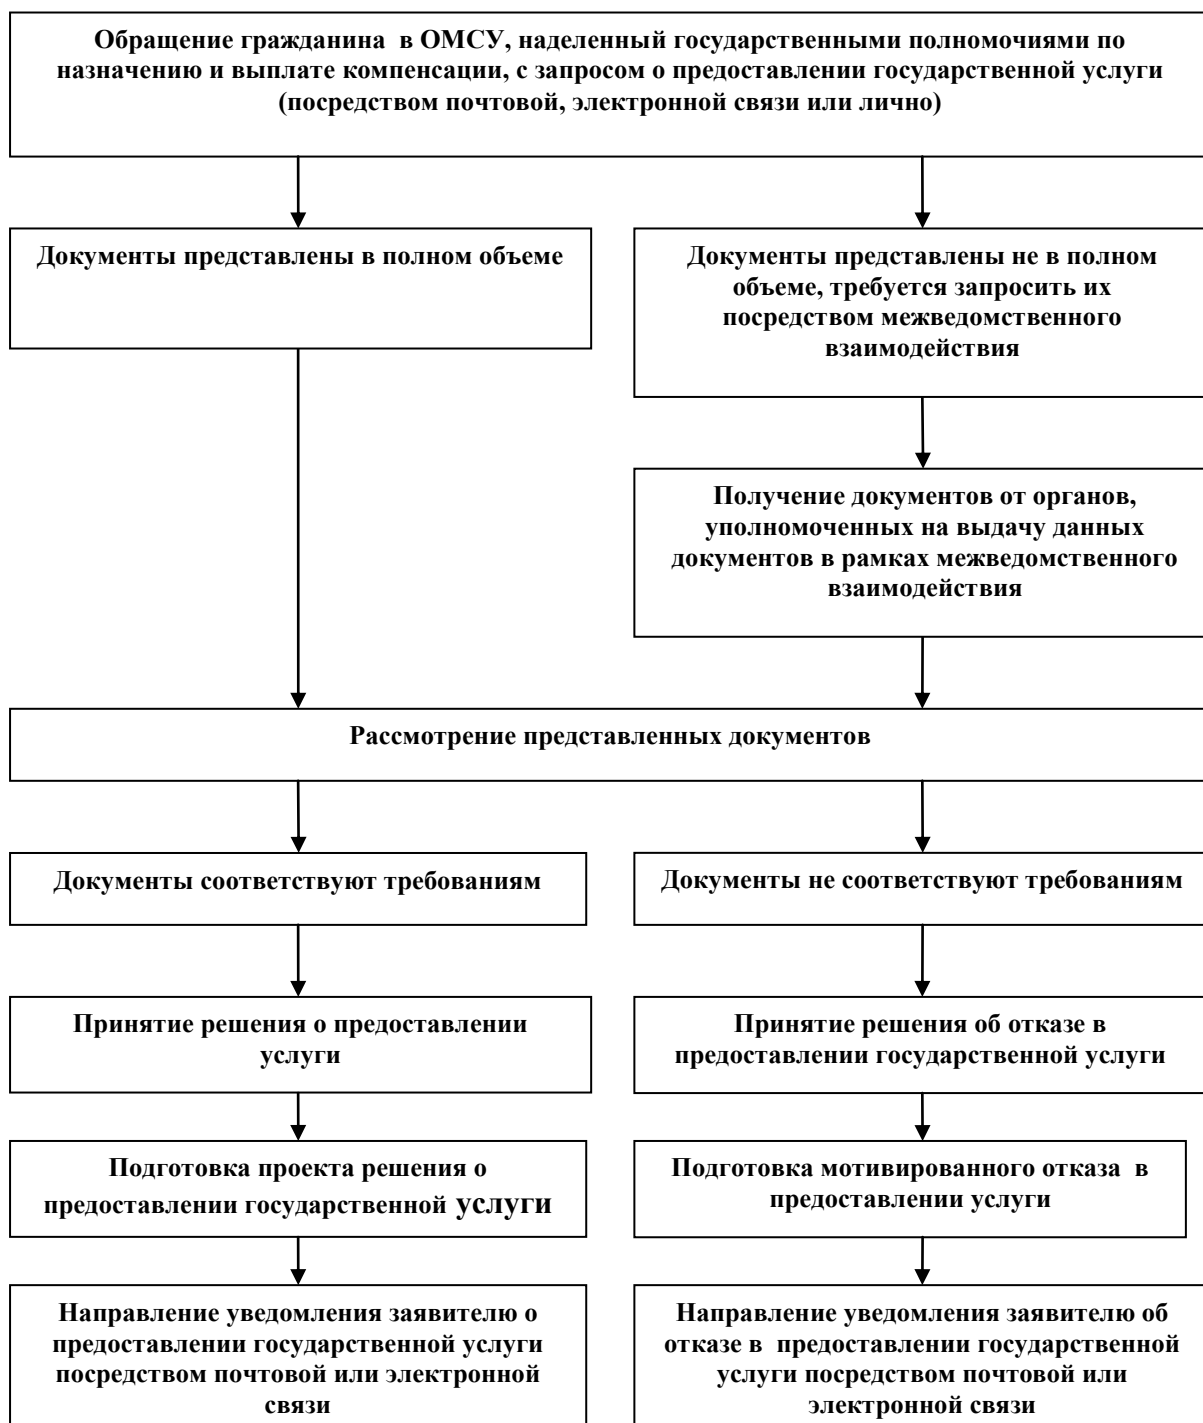 Обращение гражданина  в ОМСУ, наделенный государственными полномочиями по
назначению и выплате компенсации, с запросом о предоставлении государственной услуги
(посредством почтовой, электронной связи или лично)
Документы представлены в полном объеме
Документы представлены не в полном
объеме, требуется запросить их
посредством межведомственного
взаимодействия
Получение документов от органов,
уполномоченных на выдачу данных
документов в рамках межведомственного
взаимодействия
Рассмотрение представленных документов
Документы соответствуют требованиям
Документы не соответствуют требованиям
Принятие решения о предоставлении
услуги
Принятие решения об отказе в
предоставлении государственной услуги
Подготовка проекта решения о
предоставлении государственной услуги
Подготовка мотивированного отказа  в
предоставлении услуги
Направление уведомления заявителю о
предоставлении государственной услуги
посредством почтовой или электронной
связи
Направление уведомления заявителю об
отказе в  предоставлении государственной
услуги посредством почтовой или
электронной связи